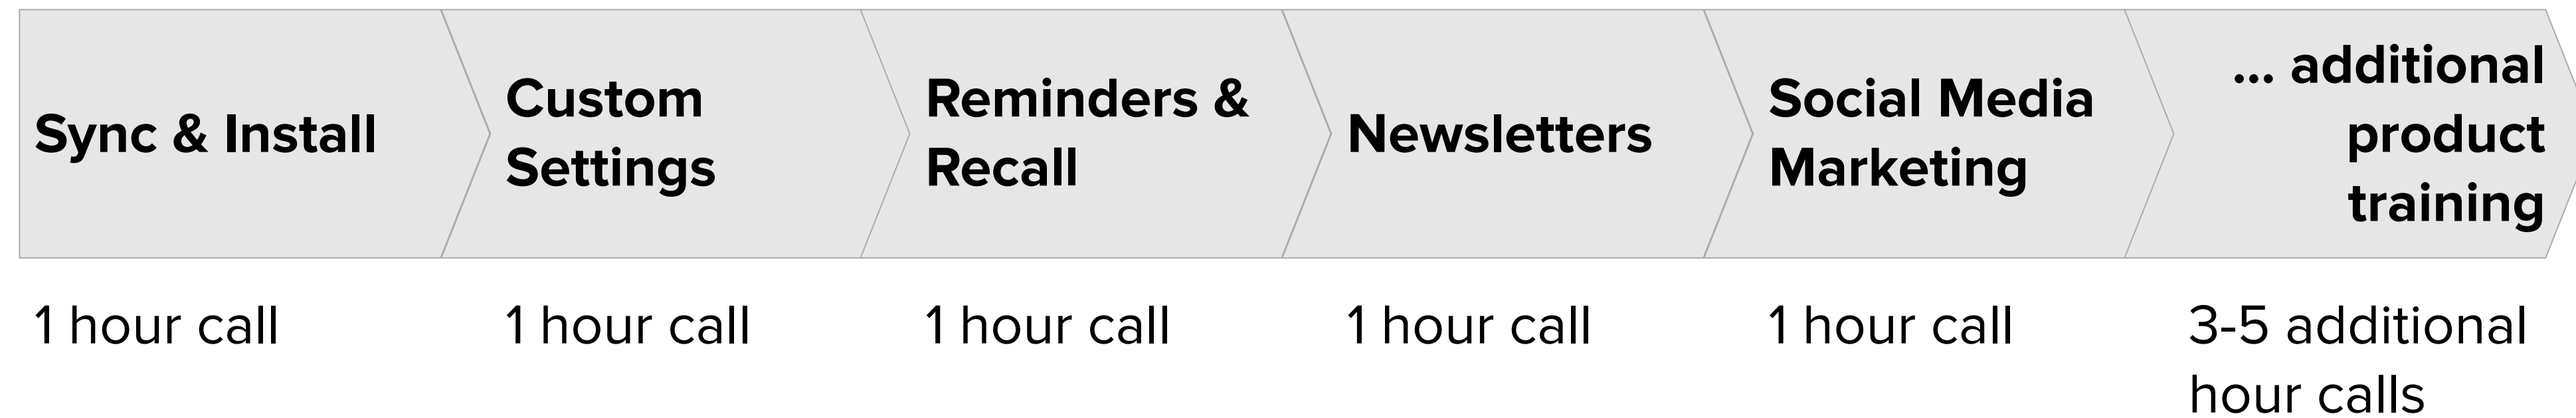 Sync & Install
Custom
Settings
Reminders &
Recall
Newsletters
Social Media
Marketing
... additional
product
training
1 hour call
1 hour call
1 hour call
1 hour call
1 hour call
3-5 additional
hour calls